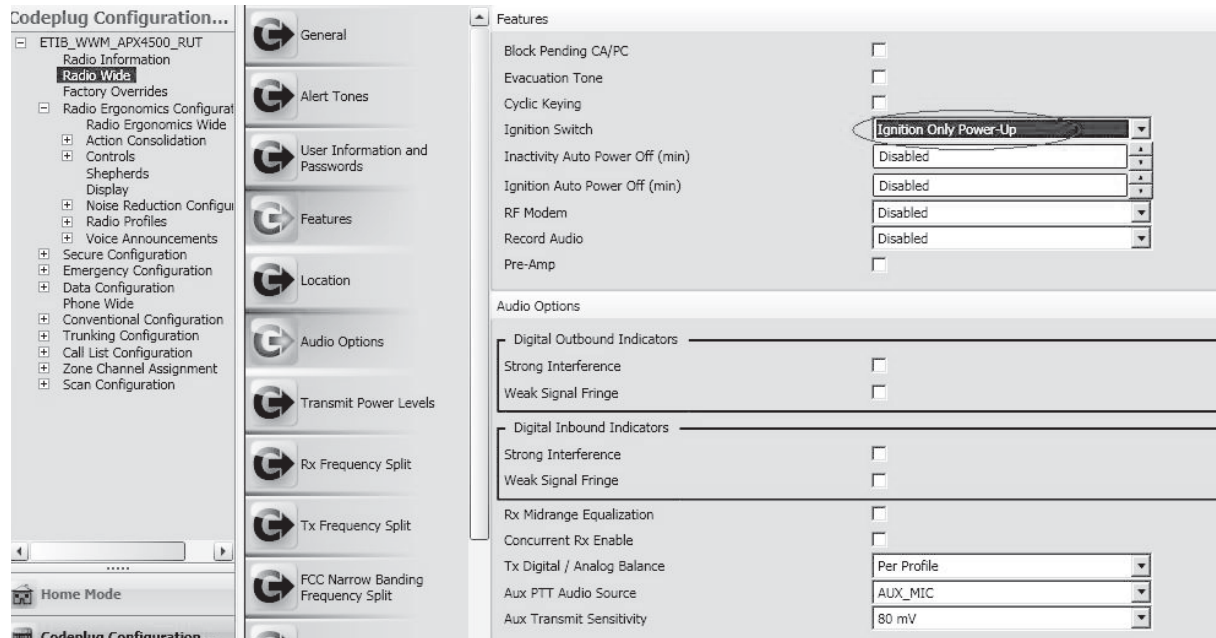 Codeplug Configuration...
ETIB_WWM_APX4500_RUT
Radio Information
Radio Wide
Factory Overrides
Radio Ergonomics Configurat
Radio Ergonomics Wide
Action Consolidation
Controls
Shepherds
Display
Noise Reduction Configur
Radio Profiles
Voice Announcements
Secure Configuration
Emergency Configuration
Data Configuration
Phone Wide
Conventional Configuration
Trunking Configuration
Call List Configuration
Zone Channel Assignment
Scan Configuration
Home Mode
Codeplug Configuration
General
Alert Tones
User Information and
Passwords
Features
Location
Audio Options
Transmit Power Levels
Rx Frequency Split
Tx Frequency Split
FCC Narrow Banding
Frequency Split
Features
Block Pending CA/PC
Evacuation Tone
Cyclic Keying
Ignition Switch Ignition Only Power-Up
Inactivity Auto Power Off (min) Disabled
Ignition Auto Power Off (min) Disabled
RF Modem Disabled
Record Audio Disabled
Pre-Amp
Audio Options
Digital Outbound Indicators
Strong Interference
Weak Signal Fringe
Digital Inbound Indicators
Strong Interference
Weak Signal Fringe
Rx Midrange Equalization
Concurrent Rx Enable
Tx Digital / Analog Balance Per Profile
Aux PTT Audio Source AUX_MIC
Aux Transmit Sensitivity 80 mV